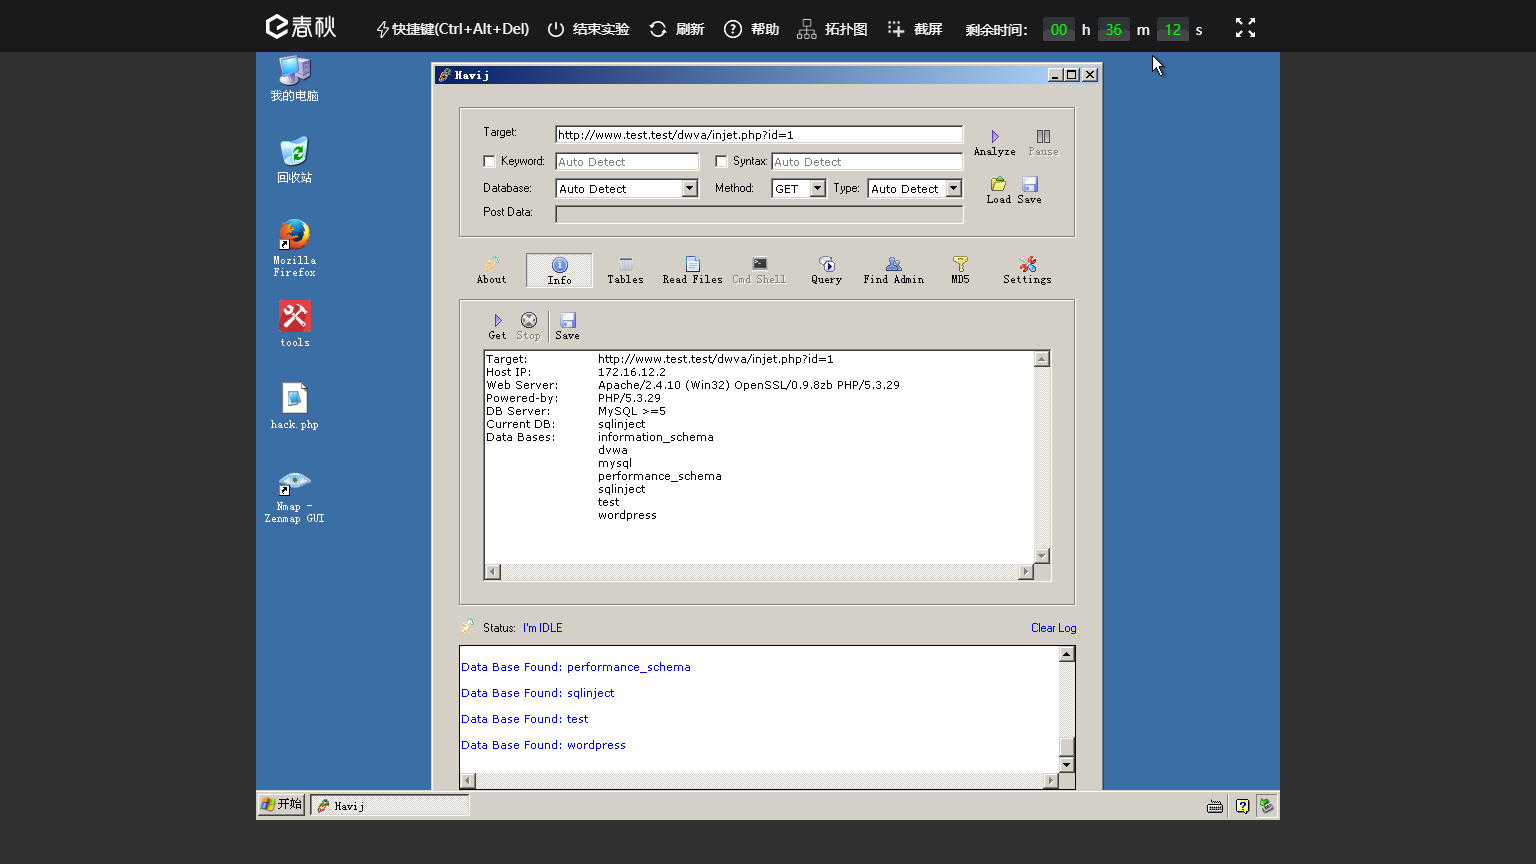 春秋 快捷键(Ctrl+Alt+Del) 结束实验 刷新 帮助 拓扑图 截屏 剩余时间: 00 h 36 m 12 s
我的电脑
回收站
Mozilla
Firefox
tools
hack.php
Nmap -
Zenmap GUI
Havij
Target: http://www.test.test/dwva/injet.php?id=1
Analyze Pause
Keyword: Auto Detect Syntax: Auto Detect
Database: Auto Detect Method: GET Type: Auto Detect
Load Save
Post Data:
About Info Tables Read Files Cmd Shell Query Find Admin MD5 Settings
Get Stop Save
Target: http://www.test.test/dwva/injet.php?id=1
Host IP: 172.16.12.2
Web Server: Apache/2.4.10 (Win32) OpenSSL/0.9.8zb PHP/5.3.29
Powered-by: PHP/5.3.29
DB Server: MySQL >=5
Current DB: sqlinject
Data Bases: information_schema
dvwa
mysql
performance_schema
sqlinject
test
wordpress
Status: I'm IDLE Clear Log
Data Base Found: performance_schema
Data Base Found: sqlinject
Data Base Found: test
Data Base Found: wordpress
开始 Havij